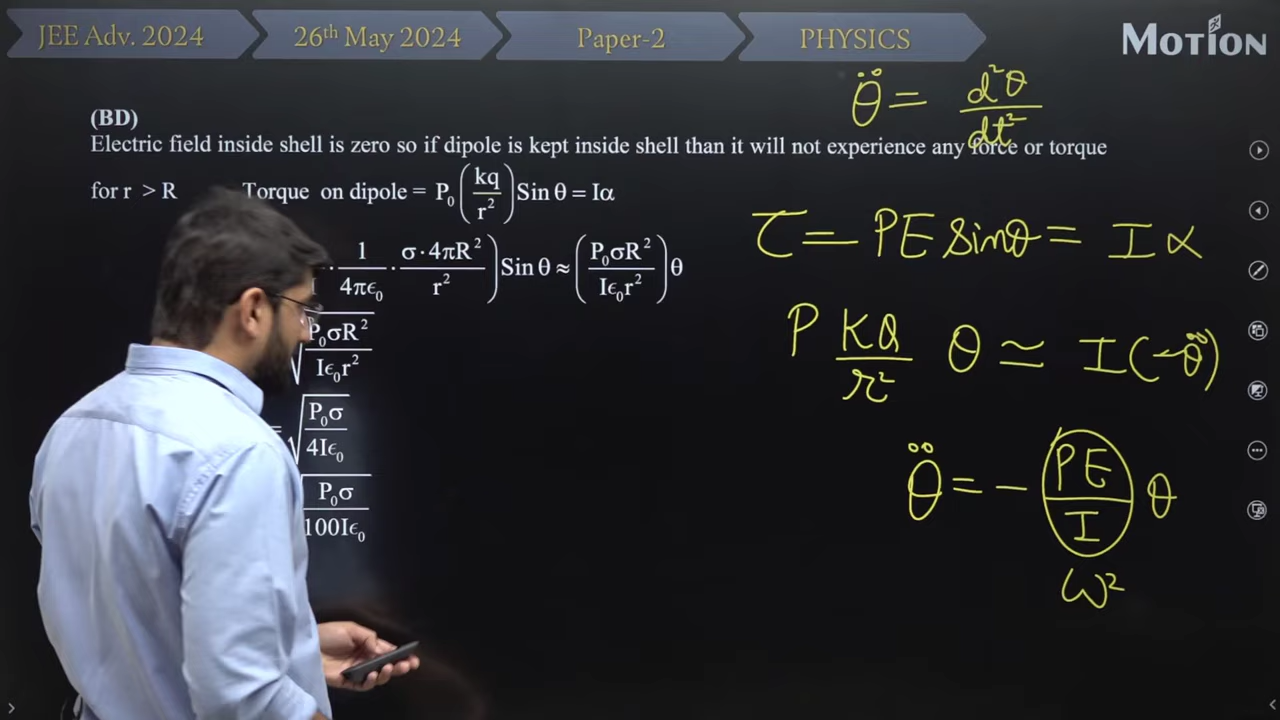 JEE Adv. 2024
26th May 2024
Paper-2
PHYSICS
MOTION
θ̈ = d²θ/dt²
(BD)
Electric field inside shell is zero so if dipole is kept inside shell than it will not experience any force or torque
for r > R Torque on dipole = P₀(kq/r²)Sin θ = Iα
τ = PE sinθ = Iα
· 1/4πϵ₀ · σ·4πR²/r²)Sin θ ≈ (P₀σR²/Iϵ₀r²)θ
P KQ/r² θ ≃ I(-θ̈)
√(P₀σR²/Iϵ₀r²)
= √(P₀σ/4Iϵ₀)
θ̈ = - (PE/I) θ
P₀σ/100Iϵ₀
ω²